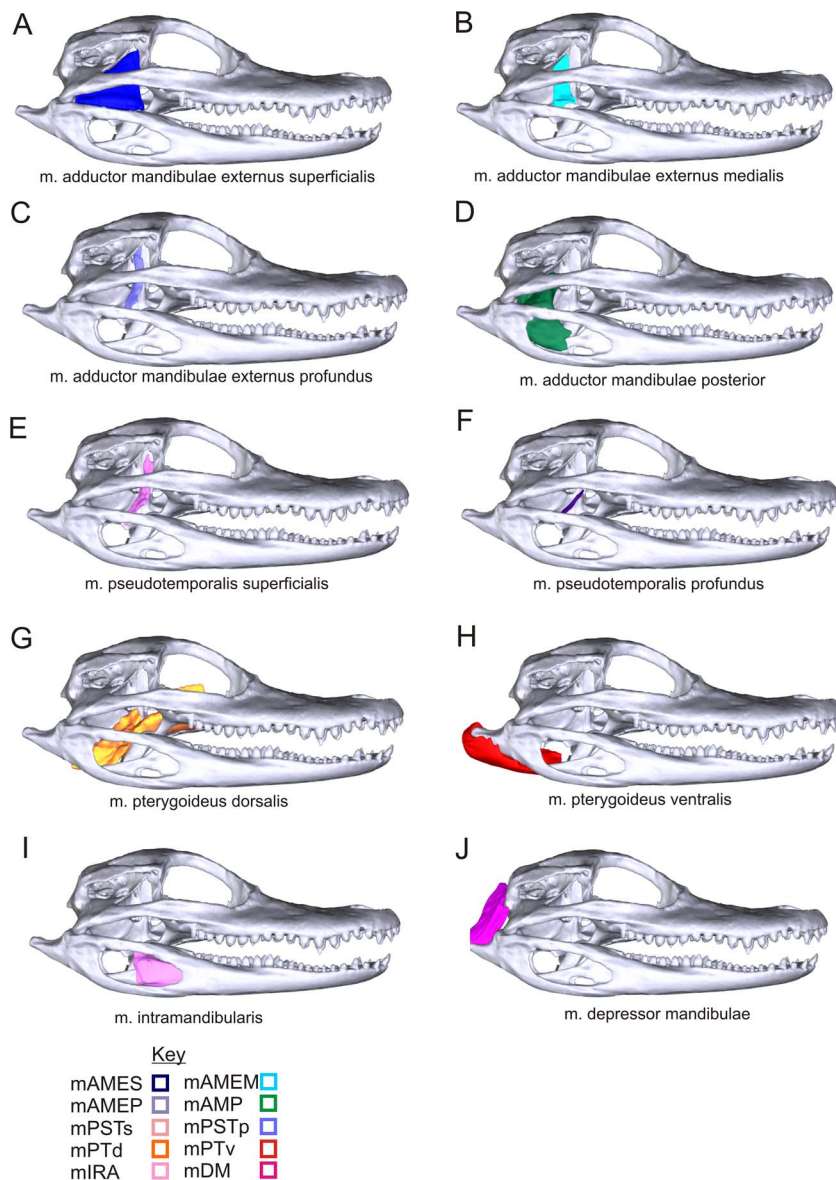 A
B
m. adductor mandibulae externus superficialis
m. adductor mandibulae externus medialis
C
D
m. adductor mandibulae externus profundus
m. adductor mandibulae posterior
E
F
m. pseudotemporalis superficialis
m. pseudotemporalis profundus
G
H
m. pterygoideus dorsalis
m. pterygoideus ventralis
I
J
m. intramandibularis
m. depressor mandibulae
Key
mAMES mAMEM
mAMEP mAMP
mPSTs mPSTp
mPTd mPTv
mIRA mDM